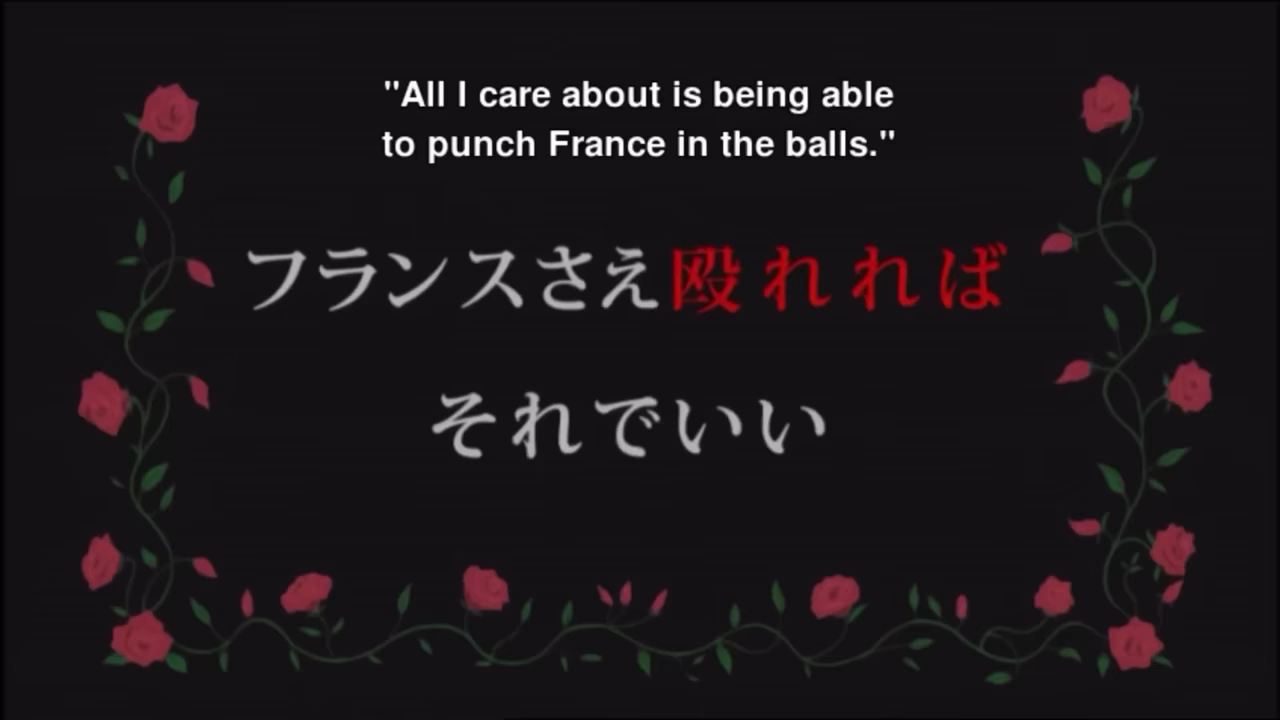 "All I care about is being able
to punch France in the balls."
フランスさえ殴れれば
それでいい